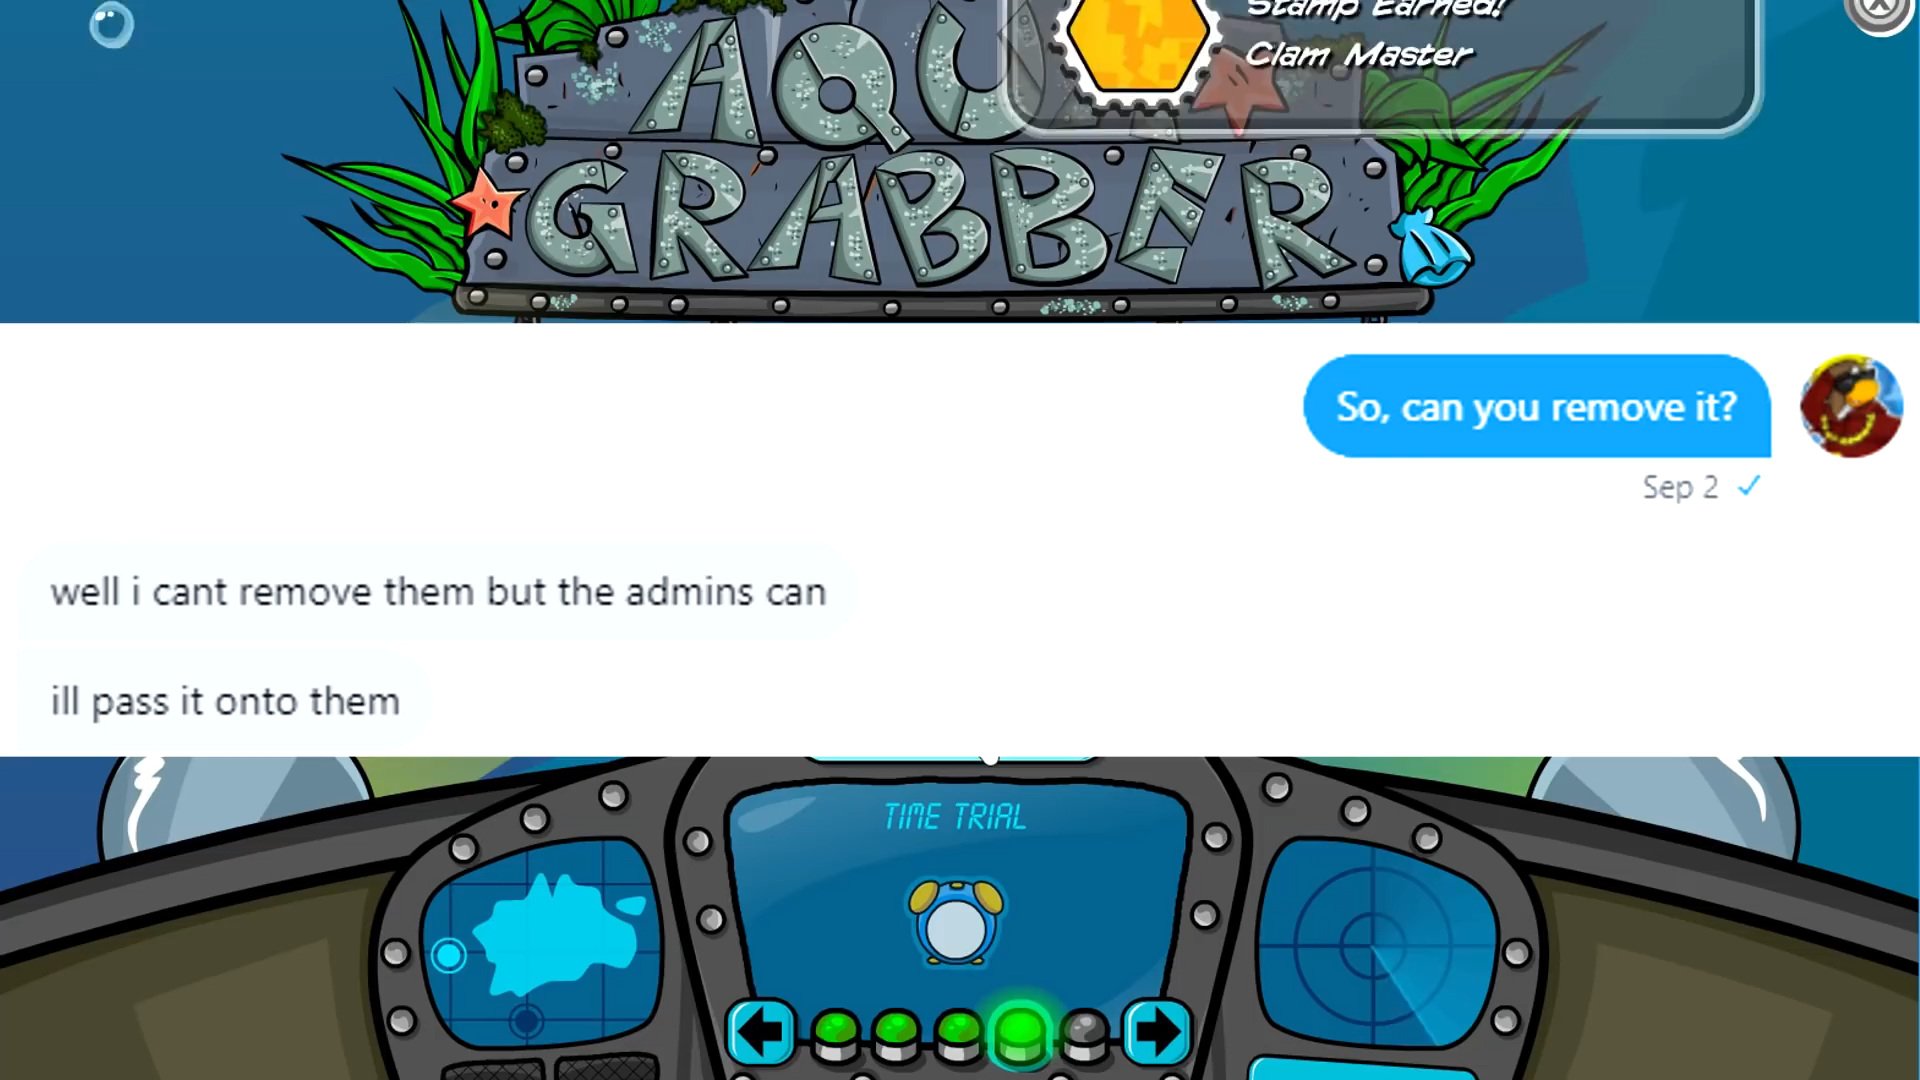 Stamp Earned!
Clam Master
AQUA
GRABBER
So, can you remove it?
Sep 2
well i cant remove them but the admins can
ill pass it onto them
TIME TRIAL